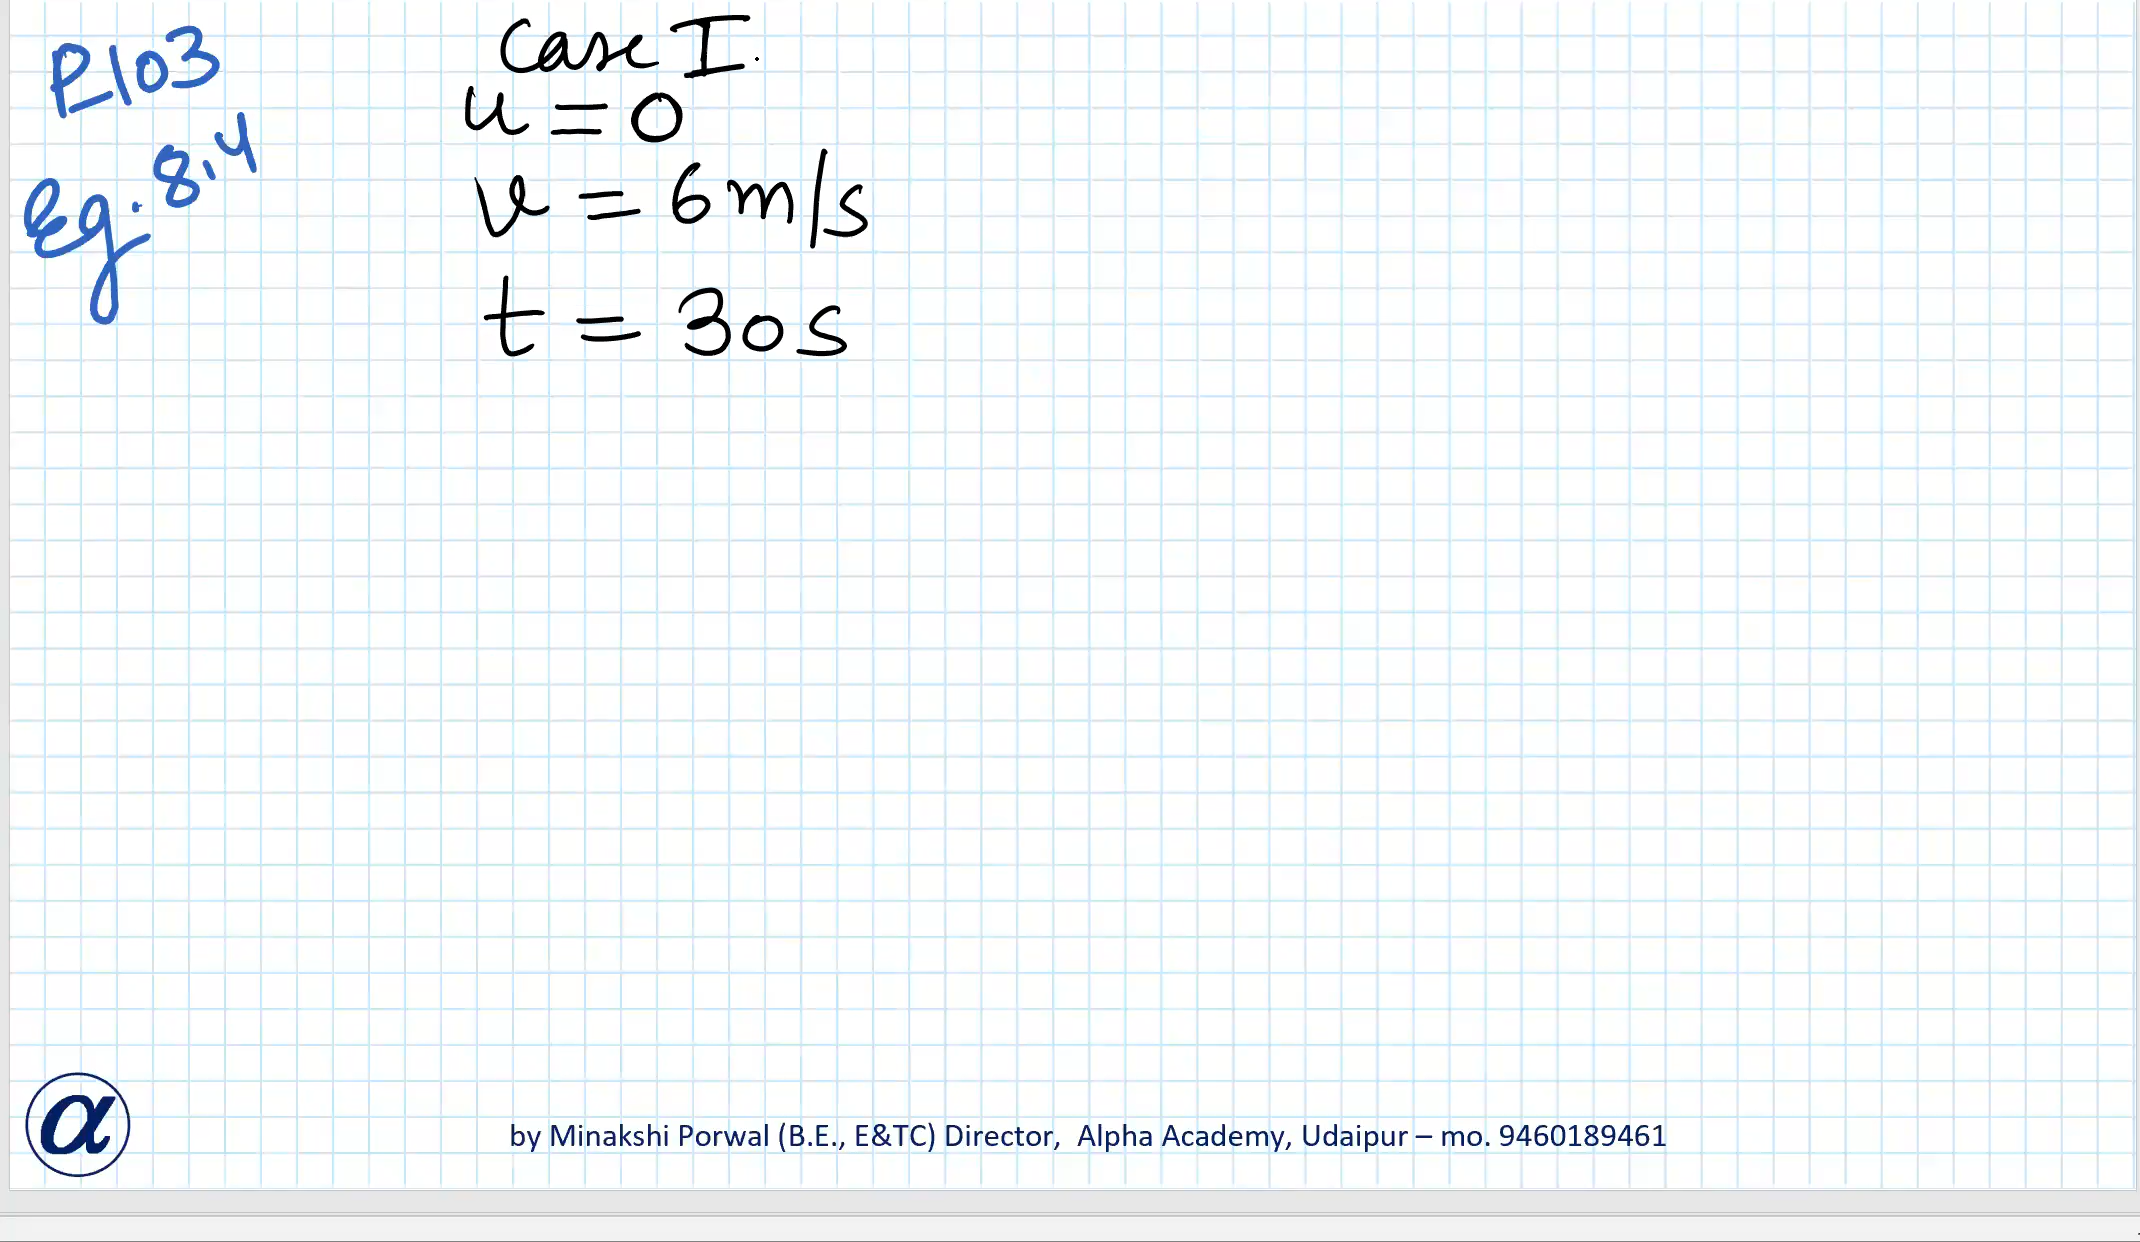 P103
Eg. 8.4
Case I.
u = 0
v = 6 m/s
t = 30 s
α
by Minakshi Porwal (B.E., E&TC) Director, Alpha Academy, Udaipur – mo. 9460189461